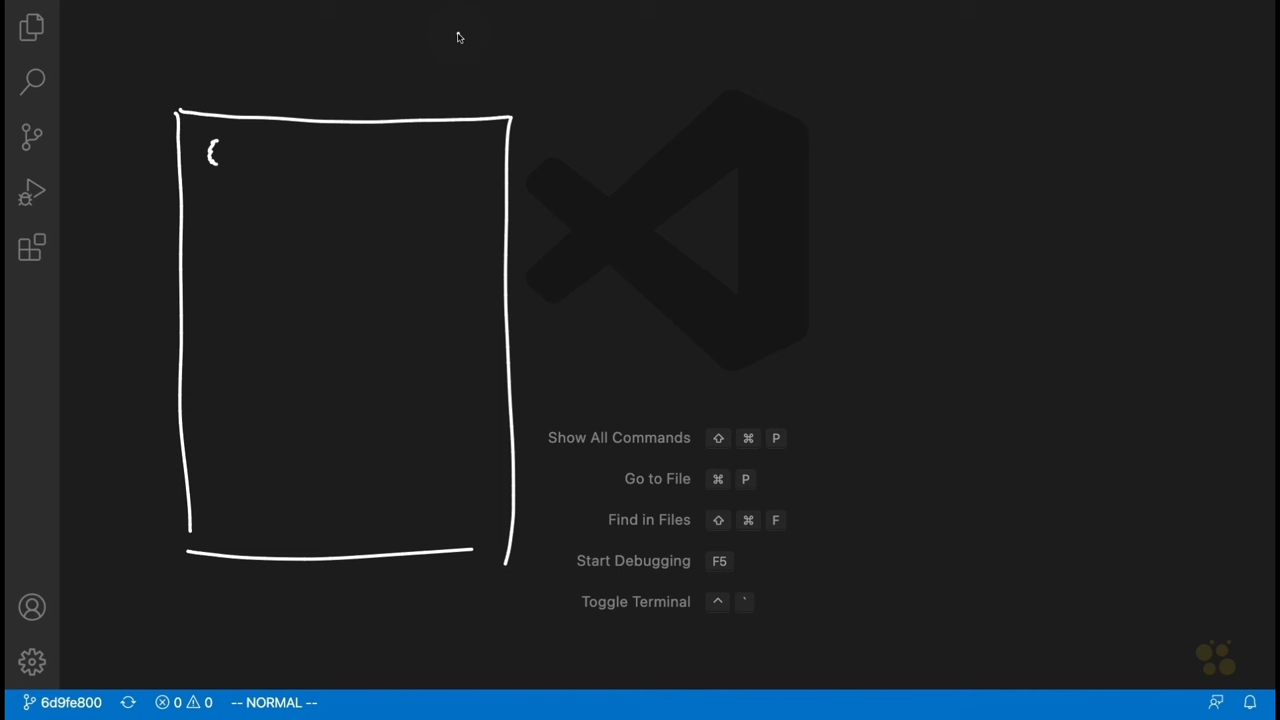 (
Show All Commands ⇧ ⌘ P
Go to File ⌘ P
Find in Files ⇧ ⌘ F
Start Debugging F5
Toggle Terminal ^ `
6d9fe800 0 0 -- NORMAL --